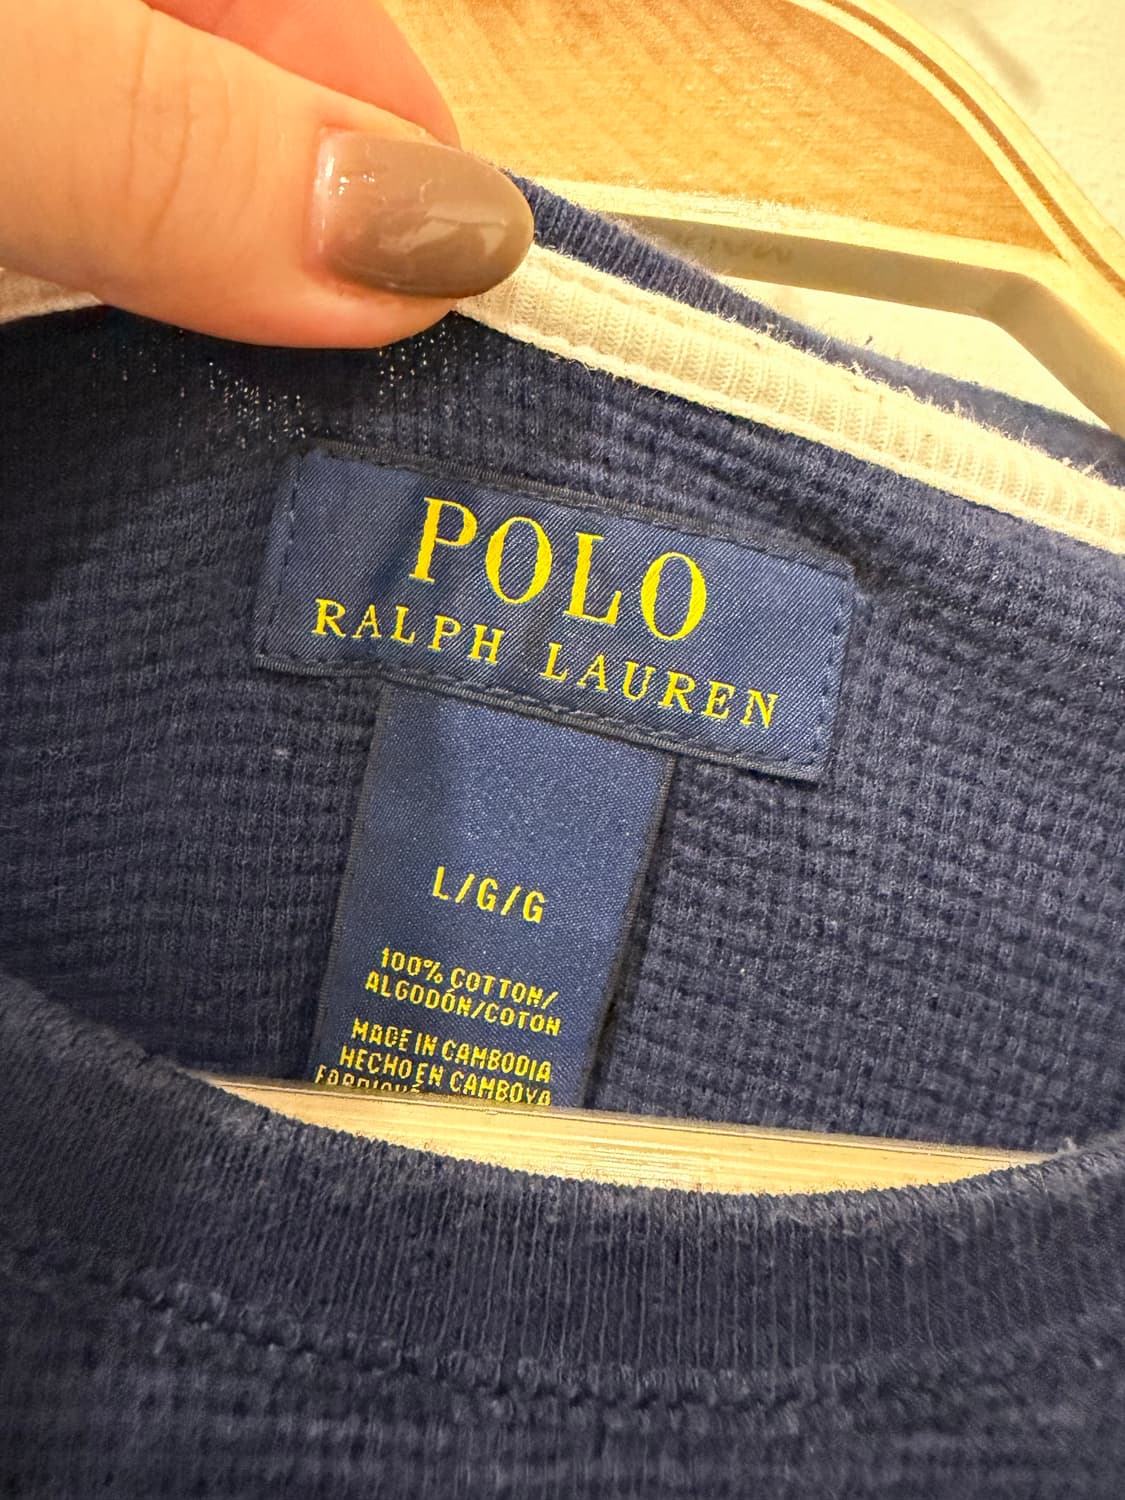 POLO
RALPH LAUREN
L/G/G
100% COTTON/
ALGODÓN/COTON
MADE IN CAMBODIA
HECHO EN CAMBOYA